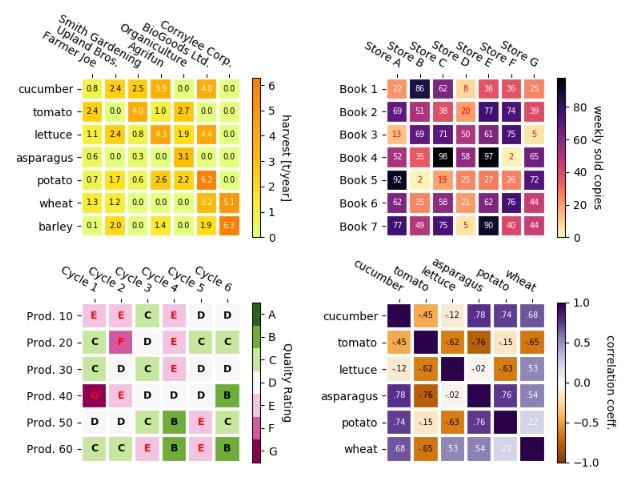 Farmer Joe Upland Bros. Smith Gardening Agrifun Organiculture BioGoods Ltd. Cornylee Corp.
cucumber 0.8 2.4 2.5 3.9 0.0 4.0 0.0
tomato 2.4 0.0 4.0 1.0 2.7 0.0 0.0
lettuce 1.1 2.4 0.8 4.3 1.9 4.4 0.0
asparagus 0.6 0.0 0.3 0.0 3.1 0.0 0.0
potato 0.7 1.7 0.6 2.6 2.2 6.2 0.0
wheat 1.3 1.2 0.0 0.0 0.0 3.2 5.1
barley 0.1 2.0 0.0 1.4 0.0 1.9 6.3
6
5
4
3
2
1
0
harvest [t/year]
Store A Store B Store C Store D Store E Store F Store G
Book 1 22 86 62 8 36 36 25
Book 2 69 51 38 20 77 74 39
Book 3 13 69 71 50 61 75 5
Book 4 52 35 98 58 97 2 65
Book 5 92 2 19 25 27 26 72
Book 6 62 25 58 21 62 76 44
Book 7 77 49 75 5 90 40 44
80
60
40
20
0
weekly sold copies
Cycle 1 Cycle 2 Cycle 3 Cycle 4 Cycle 5 Cycle 6
Prod. 10 E E C E D D
Prod. 20 C F D E C C
Prod. 30 C D C E D D
Prod. 40 G E D D D B
Prod. 50 D D C B E C
Prod. 60 C C E B E B
A
B
C
D
E
F
G
Quality Rating
cucumber tomato lettuce asparagus potato wheat
cucumber -.45 -.12 .78 .74 .68
tomato -.45 -.62 -.76 -.15 -.65
lettuce -.12 -.62 -.02 -.63 .53
asparagus .78 -.76 -.02 .76 .54
potato .74 -.15 -.63 .76 .22
wheat .68 -.65 .53 .54 .22
1.0
0.5
0.0
−0.5
−1.0
correlation coeff.